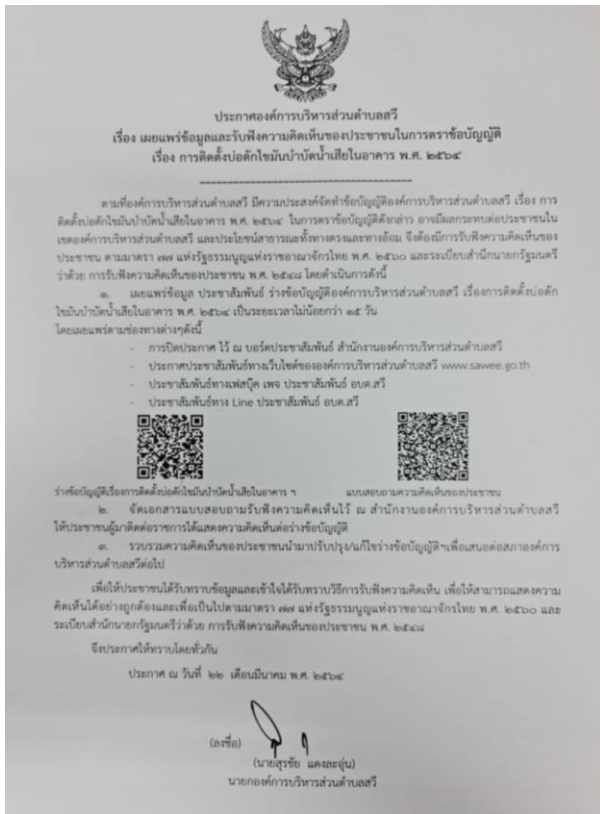 ประกาศองค์การบริหารส่วนตำบลสวี
เรื่อง เผยแพร่ข้อมูลและรับฟังความคิดเห็นของประชาชนในการตราข้อบัญญัติ
เรื่อง การติดตั้งบ่อดักไขมันบำบัดน้ำเสียในอาคาร พ.ศ. ๒๕๖๔
ตามที่องค์การบริหารส่วนตำบลสวี มีความประสงค์จัดทำข้อบัญญัติองค์การบริหารส่วนตำบลสวี เรื่อง การ
ติดตั้งบ่อดักไขมันบำบัดน้ำเสียในอาคาร พ.ศ. ๒๕๖๔ ในการตราข้อบัญญัติดังกล่าว อาจมีผลกระทบต่อประชาชนใน
เขตองค์การบริหารส่วนตำบลสวี และประโยชน์สาธารณะทั้งทางตรงและทางอ้อม จึงต้องมีการรับฟังความคิดเห็นของ
ประชาชน ตามมาตรา ๗๗ แห่งรัฐธรรมนูญแห่งราชอาณาจักรไทย พ.ศ. ๒๕๖๐ และระเบียบสำนักนายกรัฐมนตรี
ว่าด้วย การรับฟังความคิดเห็นของประชาชน พ.ศ. ๒๕๔๘ โดยดำเนินการดังนี้
๑. เผยแพร่ข้อมูล ประชาสัมพันธ์ ร่างข้อบัญญัติองค์การบริหารส่วนตำบลสวี เรื่องการติดตั้งบ่อดัก
ไขมันบำบัดน้ำเสียในอาคาร พ.ศ. ๒๕๖๔ เป็นระยะเวลาไม่น้อยกว่า ๑๕ วัน
โดยเผยแพร่ตามช่องทางต่างๆดังนี้
- การปิดประกาศ ไว้ ณ บอร์ดประชาสัมพันธ์ สำนักงานองค์การบริหารส่วนตำบลสวี
- ประกาศประชาสัมพันธ์ทางเว็บไซต์ขององค์การบริหารส่วนตำบลสวี www.sawee.go.th
- ประชาสัมพันธ์ทางเฟสบุ๊ค เพจ ประชาสัมพันธ์ อบต.สวี
- ประชาสัมพันธ์ทาง Line ประชาสัมพันธ์ อบต.สวี
ร่างข้อบัญญัติเรื่องการติดตั้งบ่อดักไขมันบำบัดน้ำเสียในอาคาร ฯ แบบสอบถามความคิดเห็นของประชาชน
๒. จัดเอกสารแบบสอบถามรับฟังความคิดเห็นไว้ ณ สำนักงานองค์การบริหารส่วนตำบลสวี
ให้ประชาชนผู้มาติดต่อราชการได้แสดงความคิดเห็นต่อร่างข้อบัญญัติ
๓. รวบรวมความคิดเห็นของประชาชนนำมาปรับปรุง/แก้ไขร่างข้อบัญญัติฯเพื่อเสนอต่อสภาองค์การ
บริหารส่วนตำบลสวีต่อไป
เพื่อให้ประชาชนได้รับทราบข้อมูลและเข้าใจได้รับทราบวิธีการรับฟังความคิดเห็น เพื่อให้สามารถแสดงความ
คิดเห็นได้อย่างถูกต้องและเพื่อเป็นไปตามมาตรา ๗๗ แห่งรัฐธรรมนูญแห่งราชอาณาจักรไทย พ.ศ. ๒๕๖๐ และ
ระเบียบสำนักนายกรัฐมนตรีว่าด้วย การรับฟังความคิดเห็นของประชาชน พ.ศ. ๒๕๔๘
จึงประกาศให้ทราบโดยทั่วกัน
ประกาศ ณ วันที่ ๒๒ เดือนมีนาคม พ.ศ. ๒๕๖๔
(ลงชื่อ)
(นายสุรชัย แดงละอุ่น)
นายกองค์การบริหารส่วนตำบลสวี